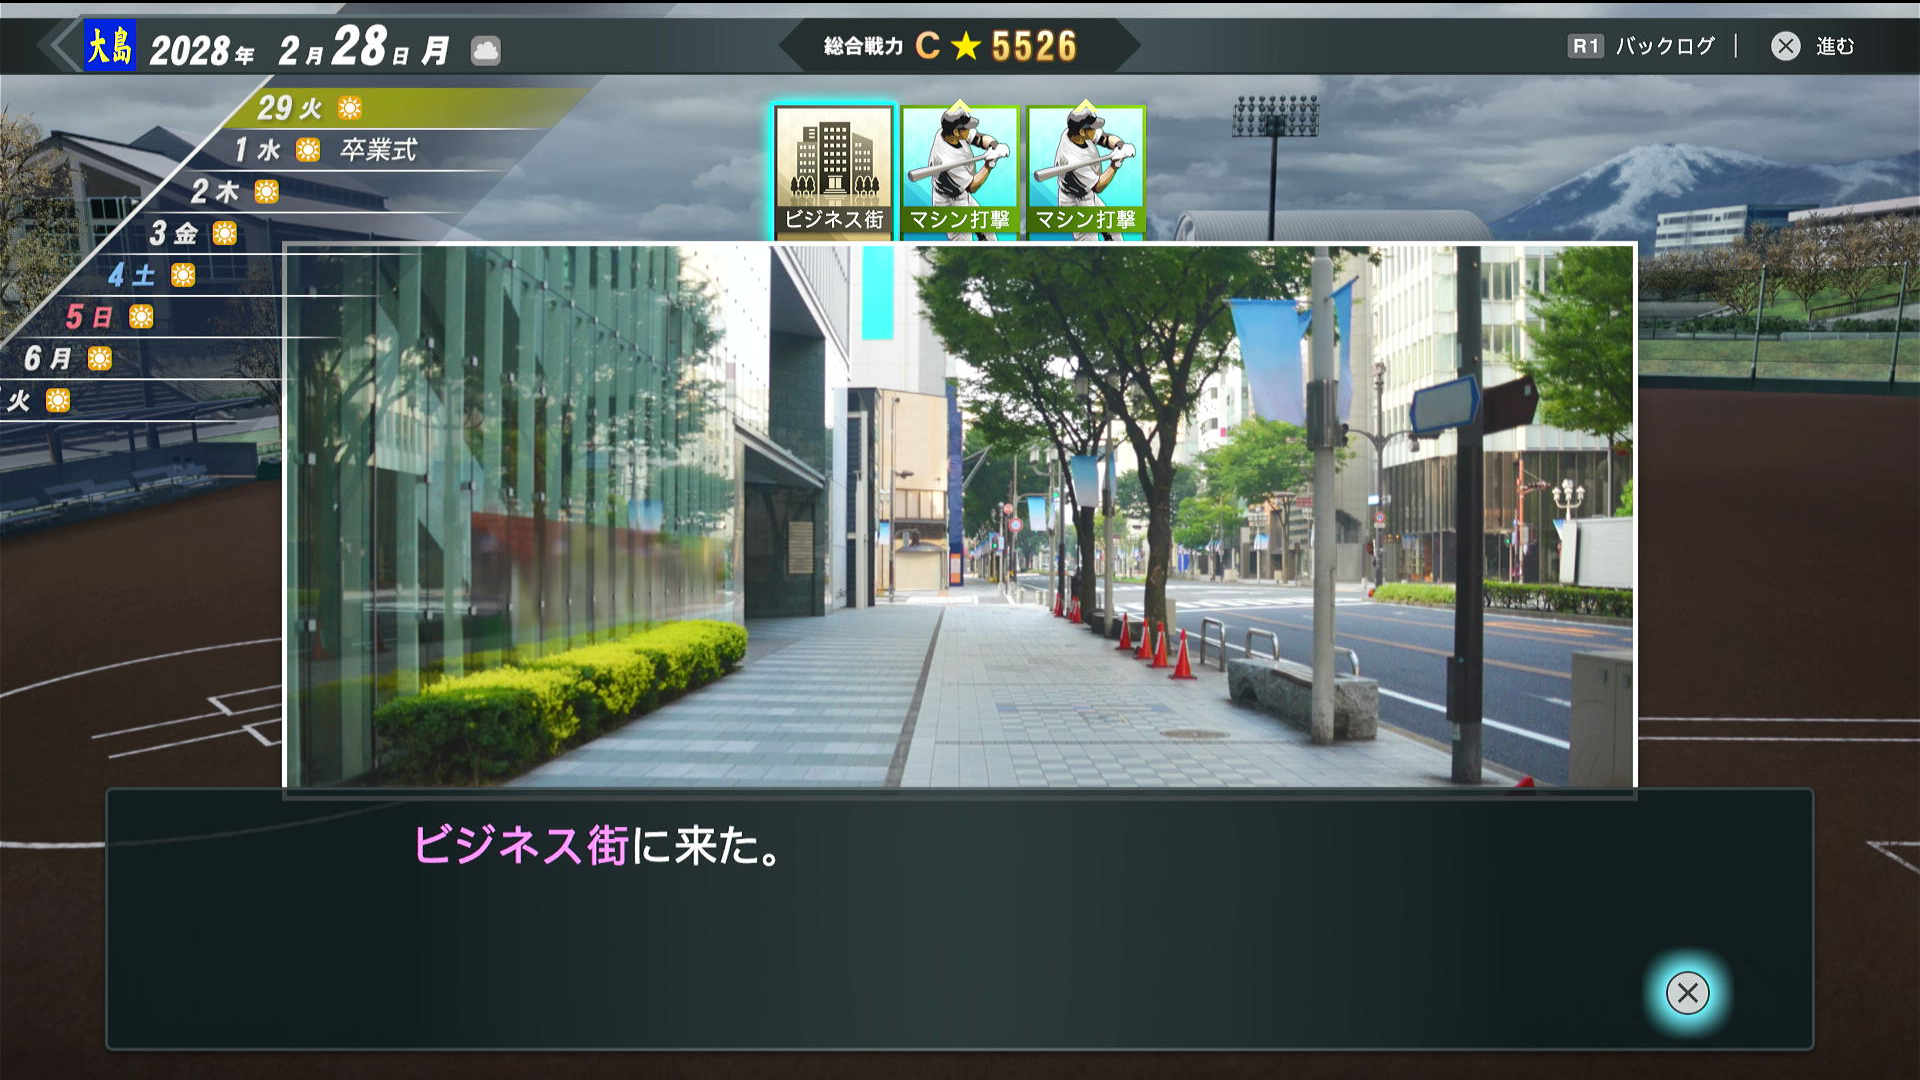 大島 2028年 2月28日 月
総合戦力 C ★ 5526
R1 バックログ | ⊗ 進む
29 火
1 水 卒業式
2 木
3 金
4 土
5 日
6 月
火
ビジネス街
マシン打撃
マシン打撃
ビジネス街に来た。